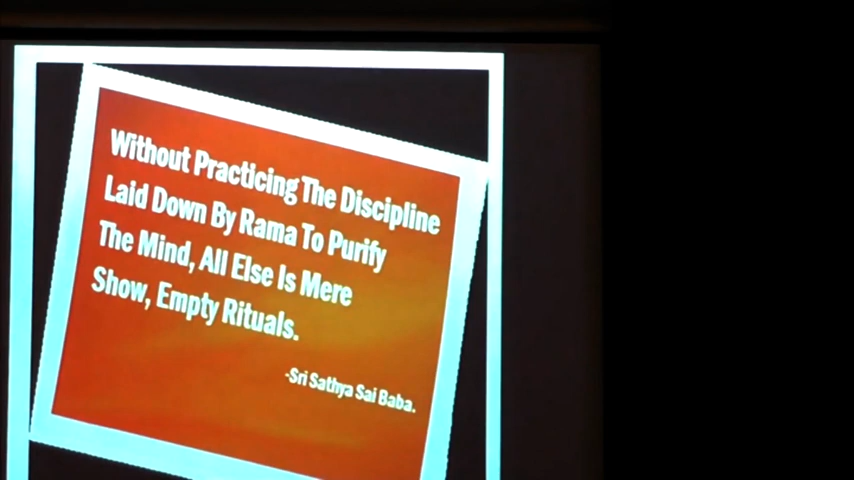 Without Practicing The Discipline
Laid Down By Rama To Purify
The Mind, All Else Is Mere
Show, Empty Rituals.
-Sri Sathya Sai Baba.